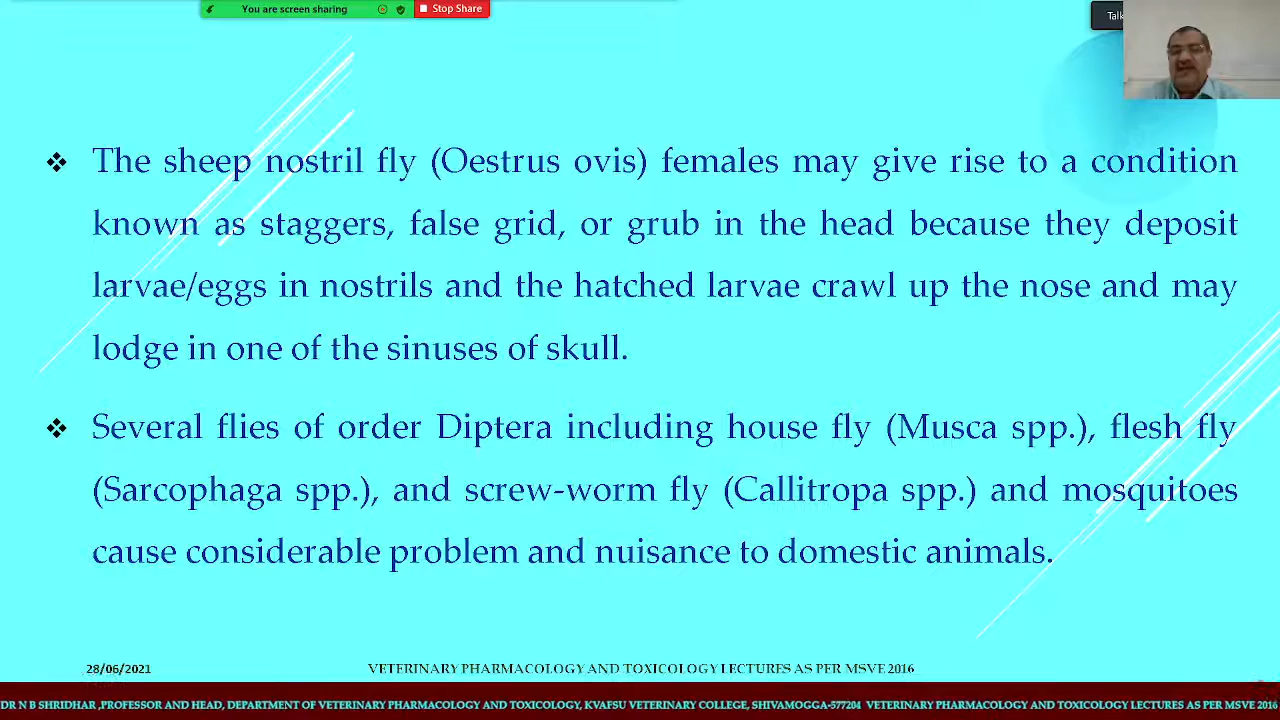 You are screen sharing
Stop Share
Talk
❖ The sheep nostril fly (Oestrus ovis) females may give rise to a condition
known as staggers, false grid, or grub in the head because they deposit
larvae/eggs in nostrils and the hatched larvae crawl up the nose and may
lodge in one of the sinuses of skull.
❖ Several flies of order Diptera including house fly (Musca spp.), flesh fly
(Sarcophaga spp.), and screw-worm fly (Callitropa spp.) and mosquitoes
cause considerable problem and nuisance to domestic animals.
28/06/2021
VETERINARY PHARMACOLOGY AND TOXICOLOGY LECTURES AS PER MSVE 2016
DR N B SHRIDHAR ,PROFESSOR AND HEAD, DEPARTMENT OF VETERINARY PHARMACOLOGY AND TOXICOLOGY, KVAFSU VETERINARY COLLEGE, SHIVAMOGGA-577204 VETERINARY PHARMACOLOGY AND TOXICOLOGY LECTURES AS PER MSVE 2016